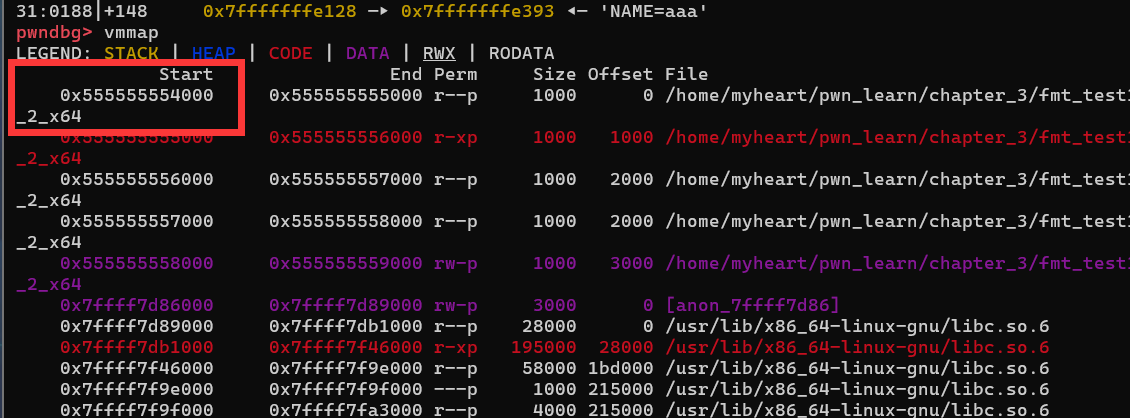 31:0188│+148     0x7fffffffe128 —▸ 0x7fffffffe393 ◂— 'NAME=aaa'
pwndbg> vmmap
LEGEND: STACK | HEAP | CODE | DATA | RWX | RODATA
             Start                End Perm     Size Offset File
    0x555555554000     0x555555555000 r--p     1000      0 /home/myheart/pwn_learn/chapter_3/fmt_test
_2_x64
    0x555555555000     0x555555556000 r-xp     1000   1000 /home/myheart/pwn_learn/chapter_3/fmt_test
_2_x64
    0x555555556000     0x555555557000 r--p     1000   2000 /home/myheart/pwn_learn/chapter_3/fmt_test
_2_x64
    0x555555557000     0x555555558000 r--p     1000   2000 /home/myheart/pwn_learn/chapter_3/fmt_test
_2_x64
    0x555555558000     0x555555559000 rw-p     1000   3000 /home/myheart/pwn_learn/chapter_3/fmt_test
_2_x64
    0x7ffff7d86000     0x7ffff7d89000 rw-p     3000      0 [anon_7ffff7d86]
    0x7ffff7d89000     0x7ffff7db1000 r--p    28000      0 /usr/lib/x86_64-linux-gnu/libc.so.6
    0x7ffff7db1000     0x7ffff7f46000 r-xp   195000  28000 /usr/lib/x86_64-linux-gnu/libc.so.6
    0x7ffff7f46000     0x7ffff7f9e000 r--p    58000 1bd000 /usr/lib/x86_64-linux-gnu/libc.so.6
    0x7ffff7f9e000     0x7ffff7f9f000 ---p     1000 215000 /usr/lib/x86_64-linux-gnu/libc.so.6
    0x7ffff7f9f000     0x7ffff7fa3000 r--p     4000 215000 /usr/lib/x86_64-linux-gnu/libc.so.6